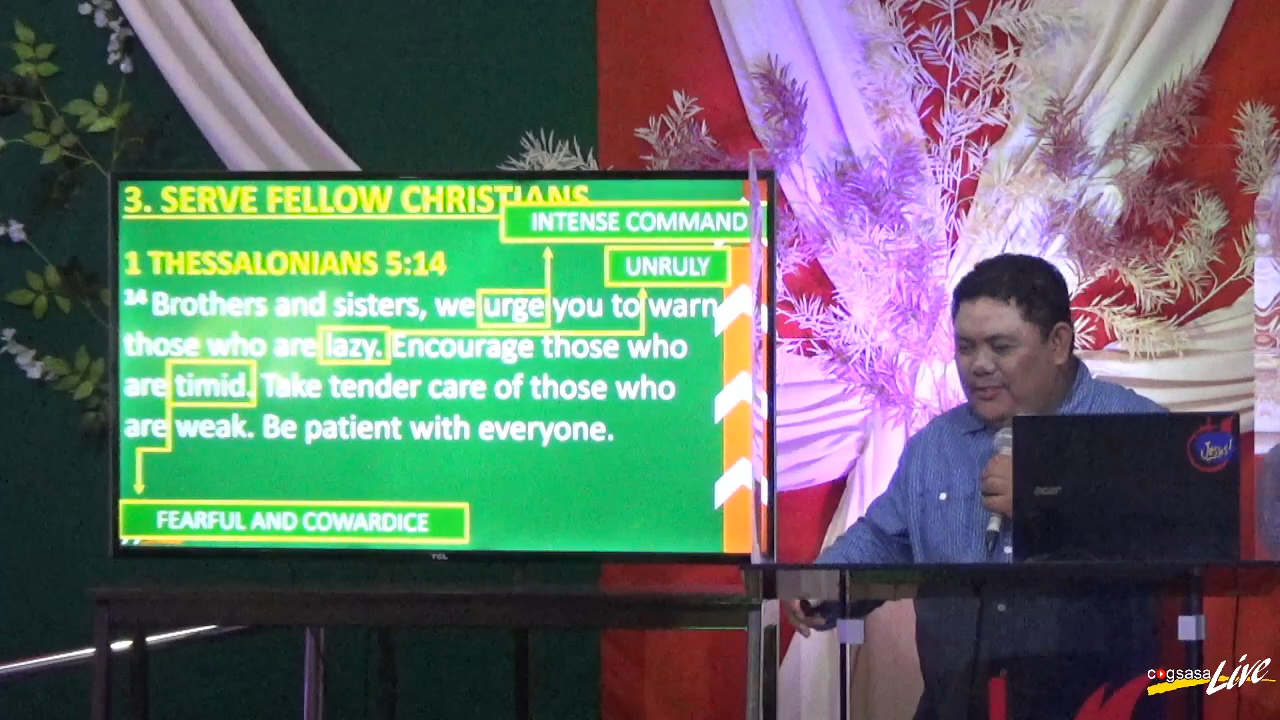 3. SERVE FELLOW CHRISTIANS
INTENSE COMMAND
1 THESSALONIANS 5:14
UNRULY
14 Brothers and sisters, we urge you to warn
those who are lazy. Encourage those who
are timid. Take tender care of those who
are weak. Be patient with everyone.
FEARFUL AND COWARDICE
TCL
Jesus!
acer
cogsasa Live